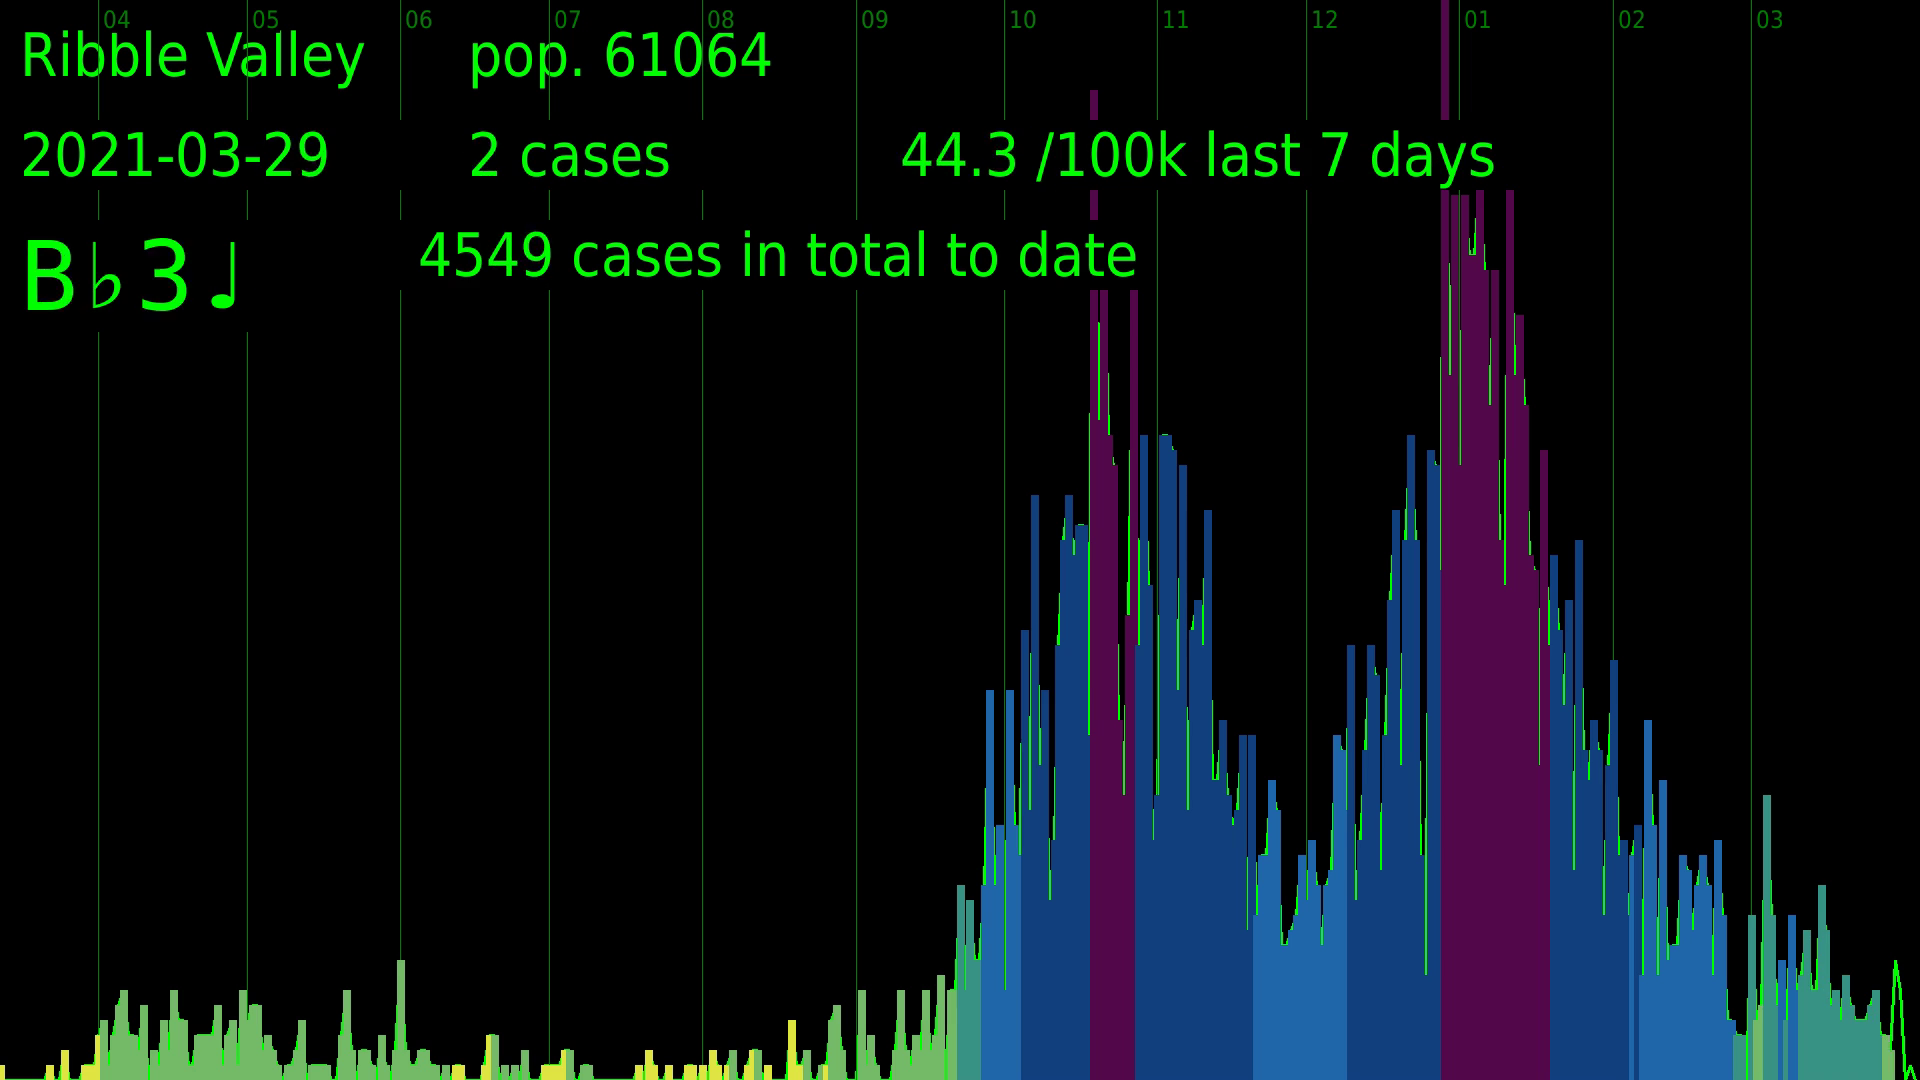 04 05 06 07 08 09 10 11 12 01 02 03
Ribble Valley pop. 61064
2021-03-29 2 cases 44.3 /100k last 7 days
B♭3♩ 4549 cases in total to date